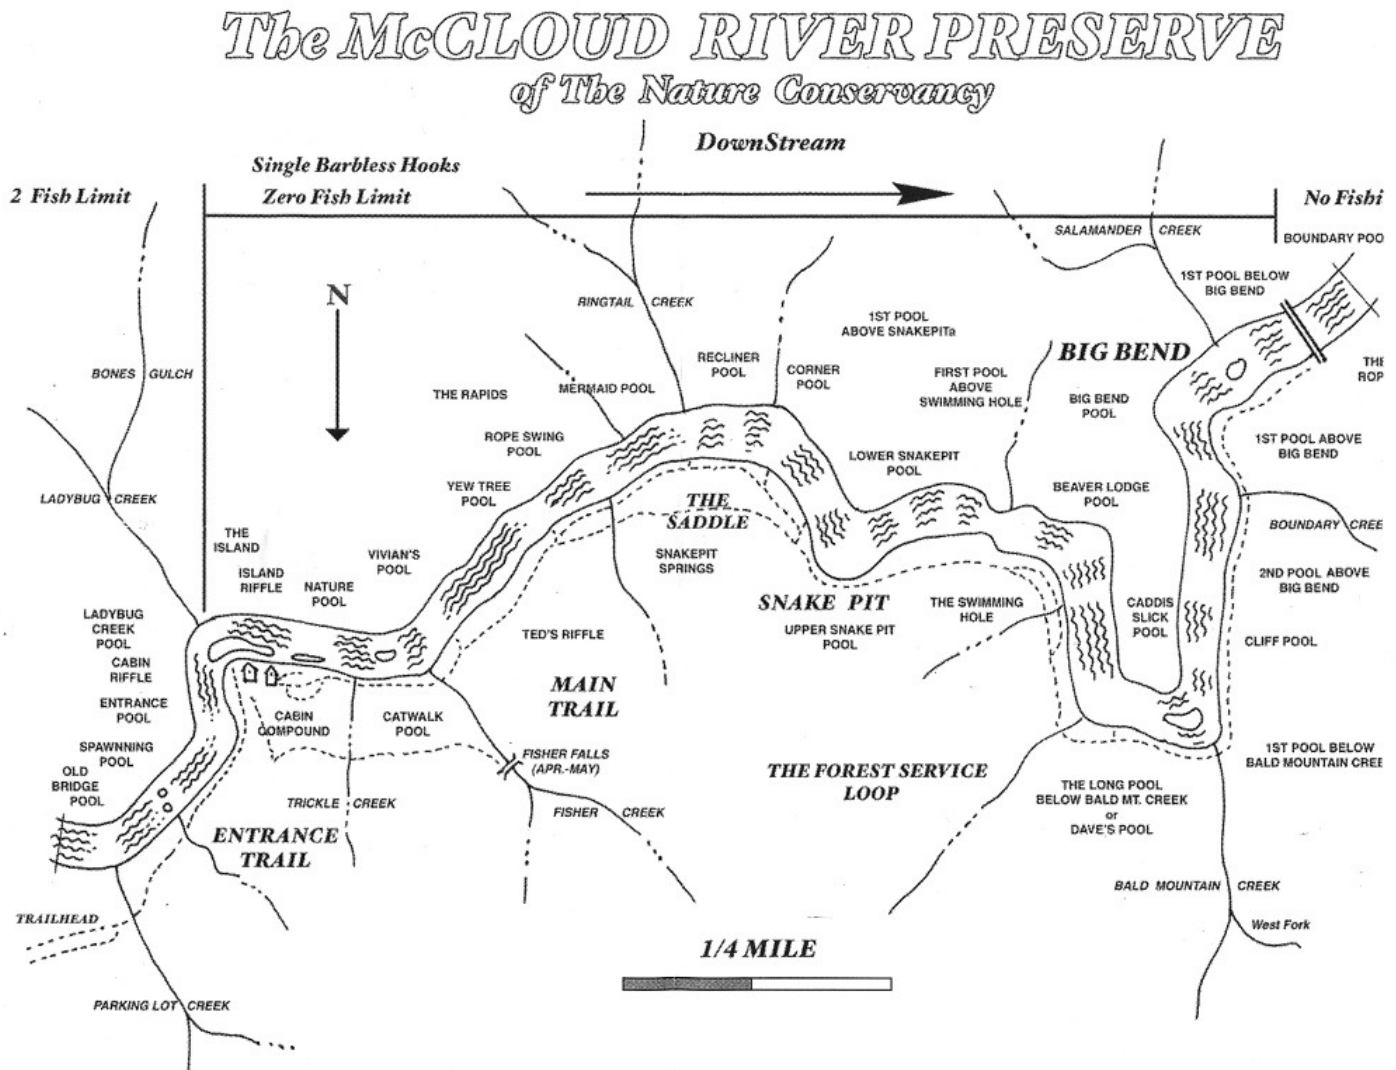 The McCLOUD RIVER PRESERVE
of The Nature Conservancy
DownStream
Single Barbless Hooks
Zero Fish Limit
2 Fish Limit
No Fishi
BOUNDARY POO
SALAMANDER CREEK
1ST POOL BELOW
BIG BEND
N
RINGTAIL CREEK
1ST POOL
ABOVE SNAKEPITa
BIG BEND
THE
ROP
BONES GULCH
RECLINER
POOL
CORNER
POOL
FIRST POOL
ABOVE
SWIMMING HOLE
THE RAPIDS
MERMAID POOL
BIG BEND
POOL
ROPE SWING
POOL
1ST POOL ABOVE
BIG BEND
LOWER SNAKEPIT
POOL
YEW TREE
POOL
BEAVER LODGE
POOL
LADYBUG CREEK
THE
SADDLE
BOUNDARY CREE
THE
ISLAND
ISLAND
RIFFLE
NATURE
POOL
VIVIAN'S
POOL
SNAKEPIT
SPRINGS
2ND POOL ABOVE
BIG BEND
SNAKE PIT
UPPER SNAKE PIT
POOL
THE SWIMMING
HOLE
CADDIS
SLICK
POOL
LADYBUG
CREEK
POOL
CABIN
RIFFLE
TED'S RIFFLE
CLIFF POOL
ENTRANCE
POOL
MAIN
TRAIL
CABIN
COMPOUND
CATWALK
POOL
SPAWNNING
POOL
OLD
BRIDGE
POOL
FISHER FALLS
(APR.-MAY)
1ST POOL BELOW
BALD MOUNTAIN CREE
THE FOREST SERVICE
LOOP
THE LONG POOL
BELOW BALD MT. CREEK
or
DAVE'S POOL
TRICKLE CREEK
FISHER CREEK
ENTRANCE
TRAIL
BALD MOUNTAIN CREEK
TRAILHEAD
West Fork
1/4 MILE
PARKING LOT CREEK